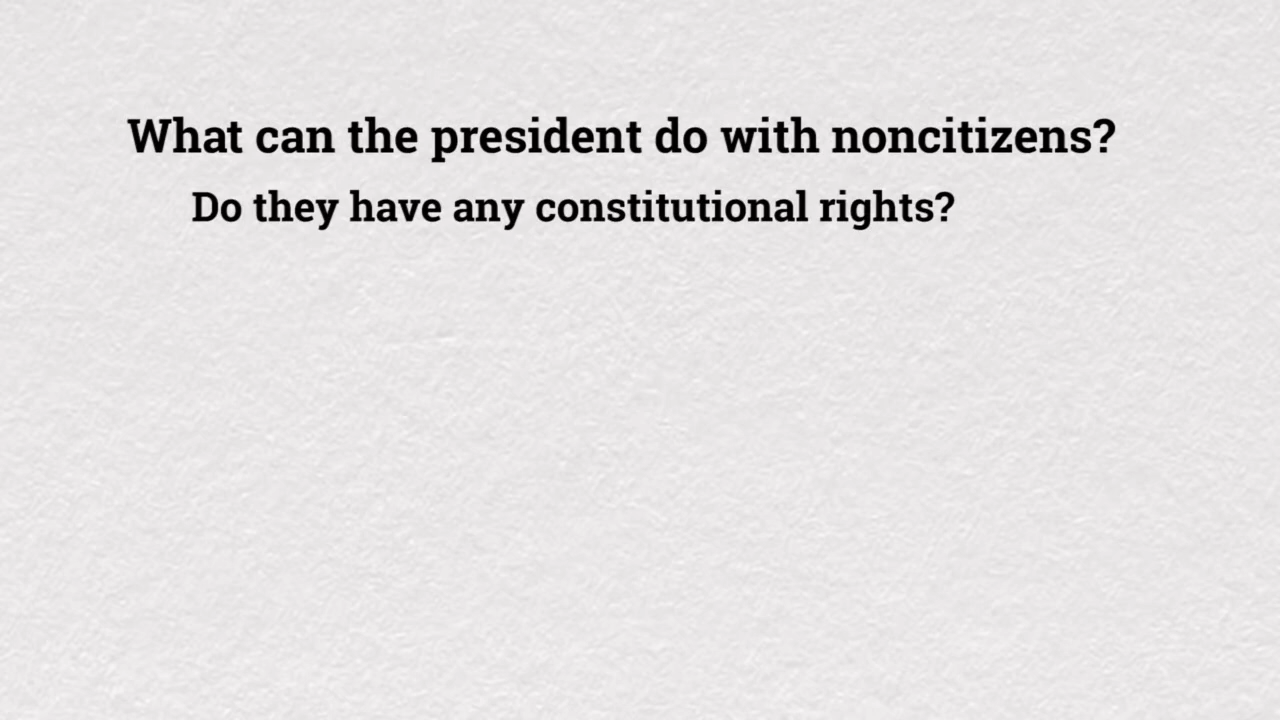 What can the president do with noncitizens?
Do they have any constitutional rights?